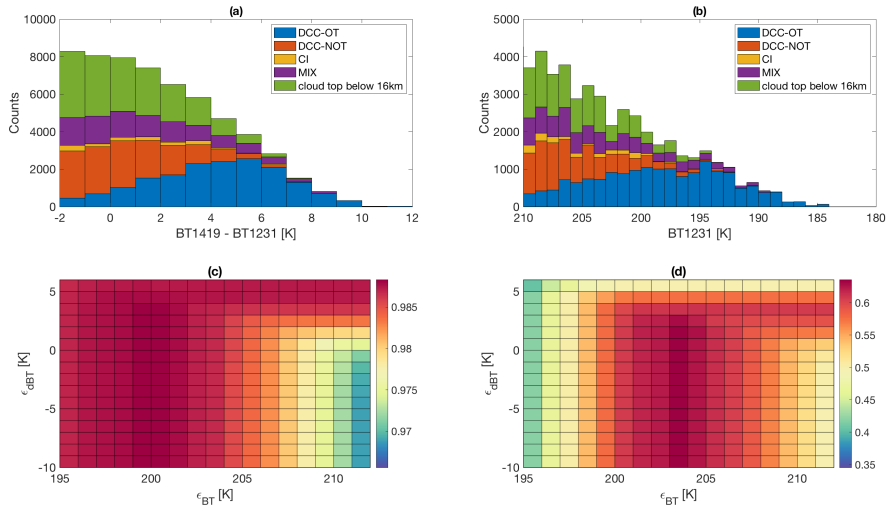 (a)
10000
8000
6000
4000
2000
0
Counts
DCC-OT
DCC-NOT
CI
MIX
cloud top below 16km
-2 0 2 4 6 8 10 12
BT1419 - BT1231 [K]
(b)
5000
4000
3000
2000
1000
0
Counts
DCC-OT
DCC-NOT
CI
MIX
cloud top below 16km
210 205 200 195 190 185 180
BT1231 [K]
(c)
5
0
-5
-10
ϵdBT [K]
195 200 205 210
ϵBT [K]
0.985
0.98
0.975
0.97
(d)
5
0
-5
-10
ϵdBT [K]
195 200 205 210
ϵBT [K]
0.6
0.55
0.5
0.45
0.4
0.35